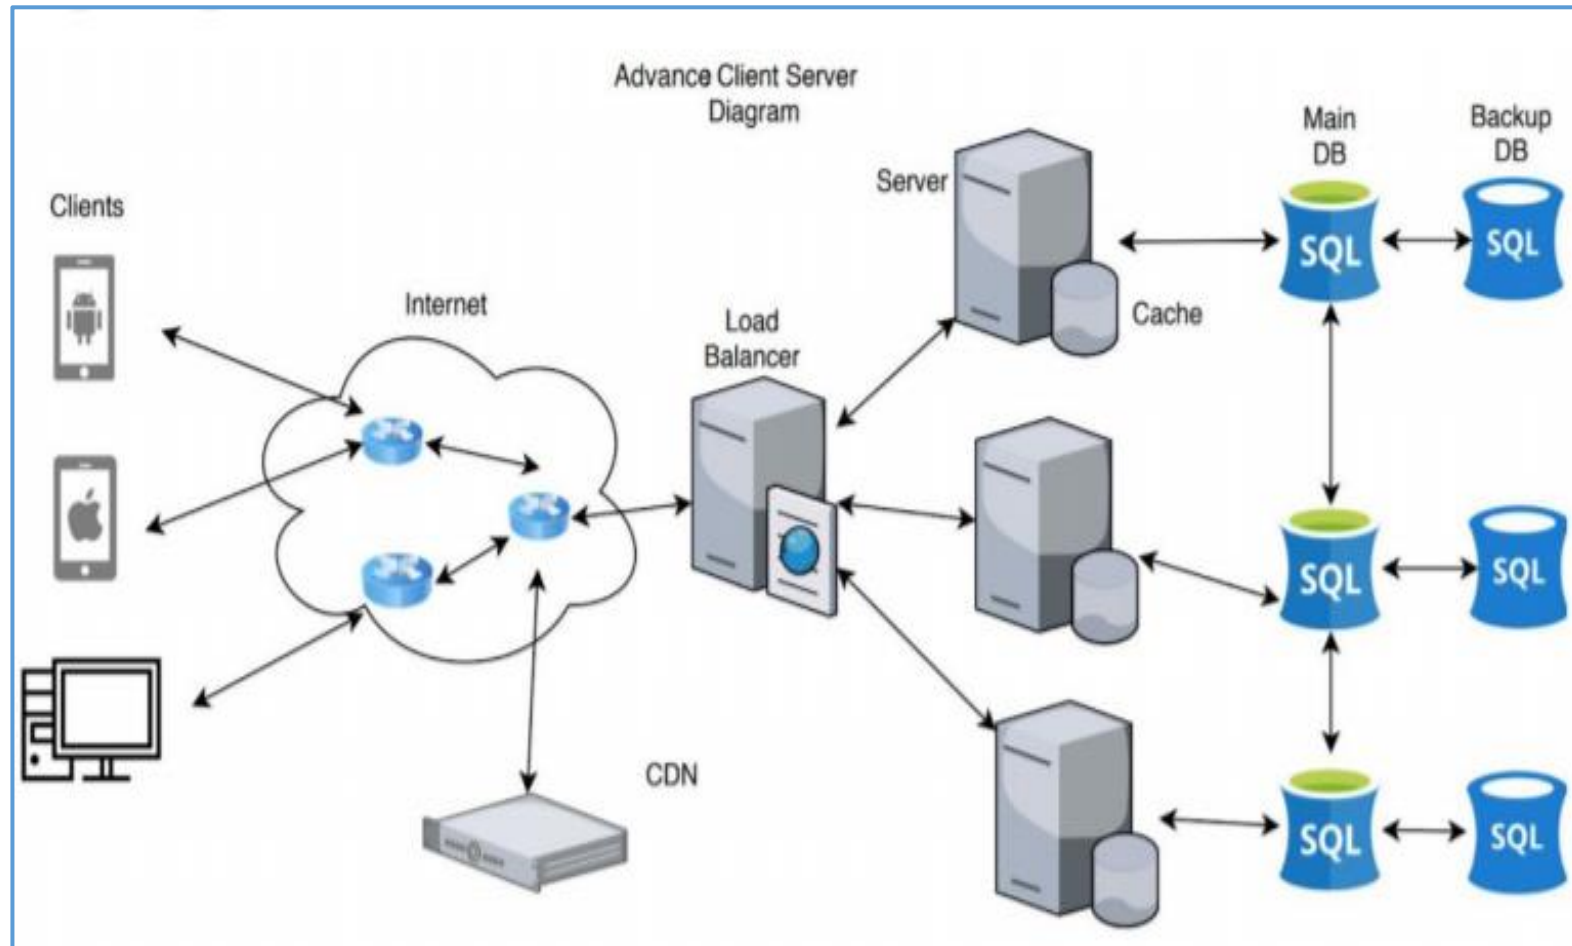 Advance Client Server
Diagram
Clients
Internet
Load
Balancer
Server
Cache
CDN
Main
DB
Backup
DB
SQL
SQL
SQL
SQL
SQL
SQL